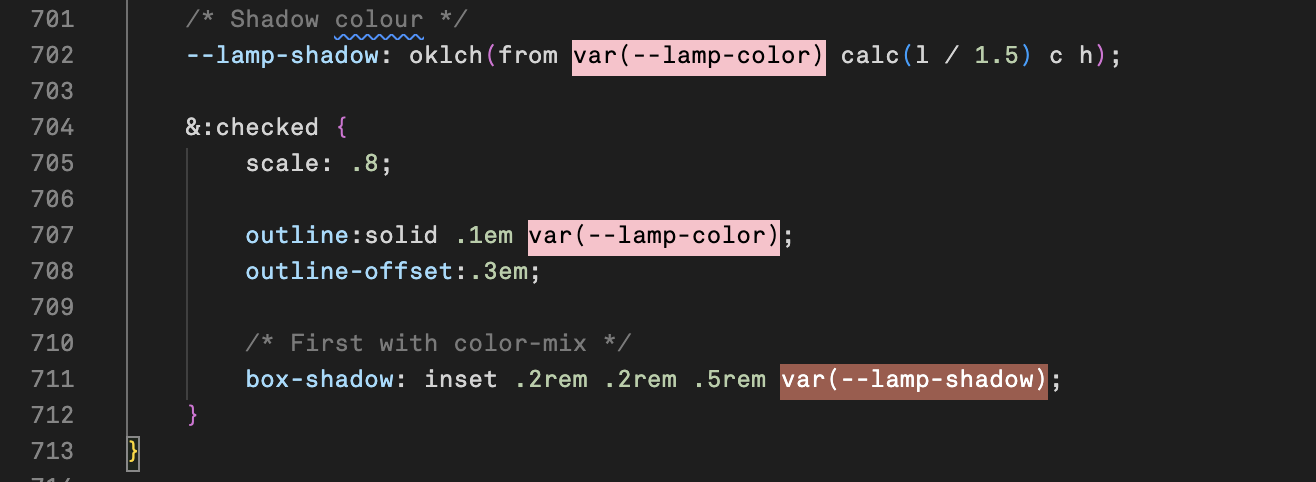 701 /* Shadow colour */
702 --lamp-shadow: oklch(from var(--lamp-color) calc(l / 1.5) c h);
703
704 &:checked {
705 scale: .8;
706
707 outline:solid .1em var(--lamp-color);
708 outline-offset:.3em;
709
710 /* First with color-mix */
711 box-shadow: inset .2rem .2rem .5rem var(--lamp-shadow);
712 }
713 }